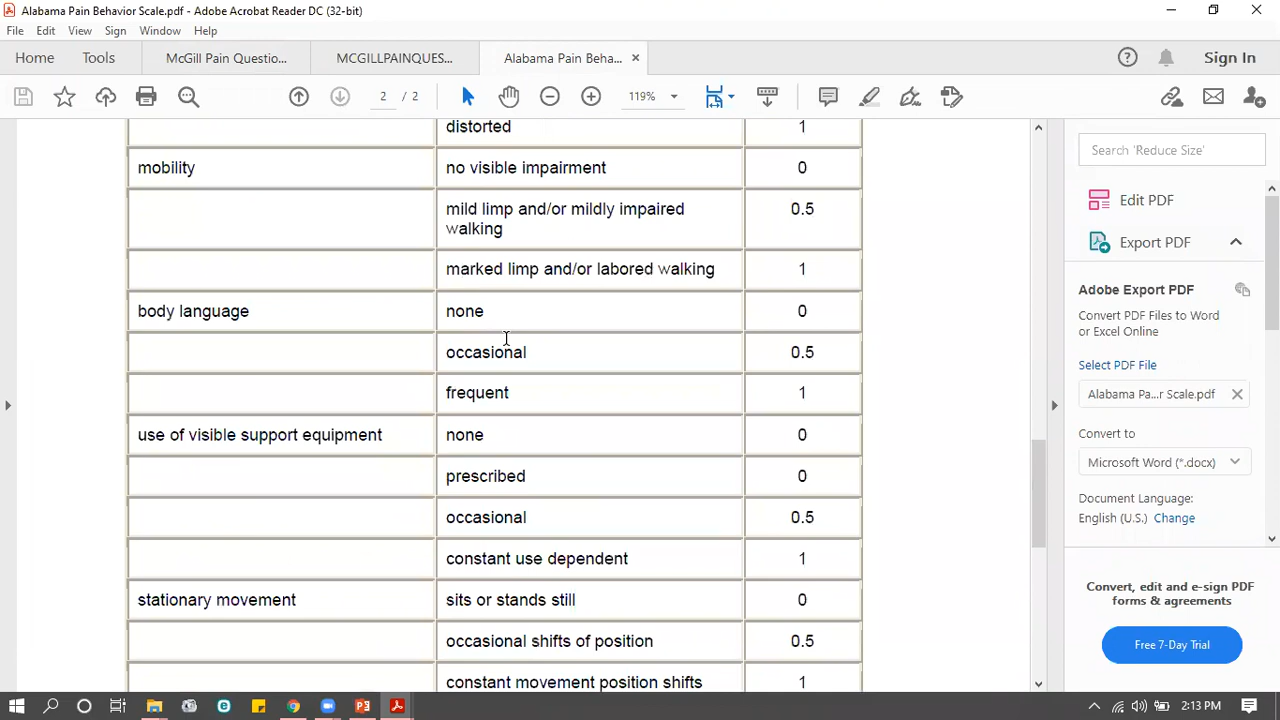 Alabama Pain Behavior Scale.pdf - Adobe Acrobat Reader DC (32-bit)
File Edit View Sign Window Help
Home Tools McGill Pain Questio... MCGILLPAINQUES... Alabama Pain Beha... Sign In
2 / 2 119%
distorted 1
mobility no visible impairment 0
mild limp and/or mildly impaired 0.5
walking
marked limp and/or labored walking 1
body language none 0
occasional 0.5
frequent 1
use of visible support equipment none 0
prescribed 0
occasional 0.5
constant use dependent 1
stationary movement sits or stands still 0
occasional shifts of position 0.5
constant movement position shifts 1
Search 'Reduce Size'
Edit PDF
Export PDF
Adobe Export PDF
Convert PDF Files to Word
or Excel Online
Select PDF File
Alabama Pa...r Scale.pdf
Convert to
Microsoft Word (*.docx)
Document Language:
English (U.S.) Change
Convert, edit and e-sign PDF
forms & agreements
Free 7-Day Trial
2:13 PM